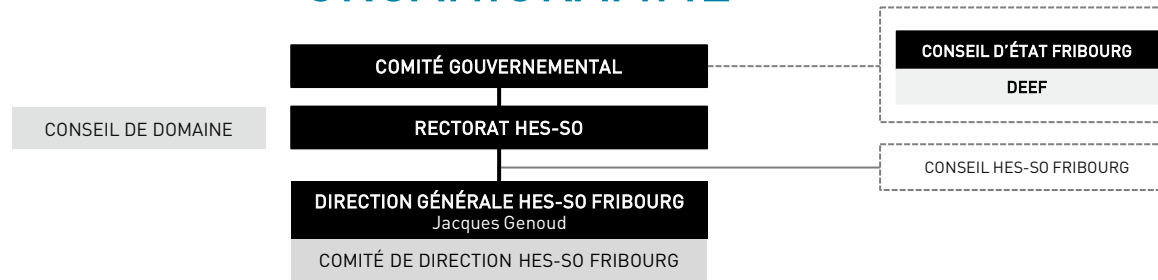 COMITÉ GOUVERNEMENTAL
CONSEIL D'ÉTAT FRIBOURG
DEEF
CONSEIL DE DOMAINE
RECTORAT HES-SO
CONSEIL HES-SO FRIBOURG
DIRECTION GÉNÉRALE HES-SO FRIBOURG
Jacques Genoud
COMITÉ DE DIRECTION HES-SO FRIBOURG